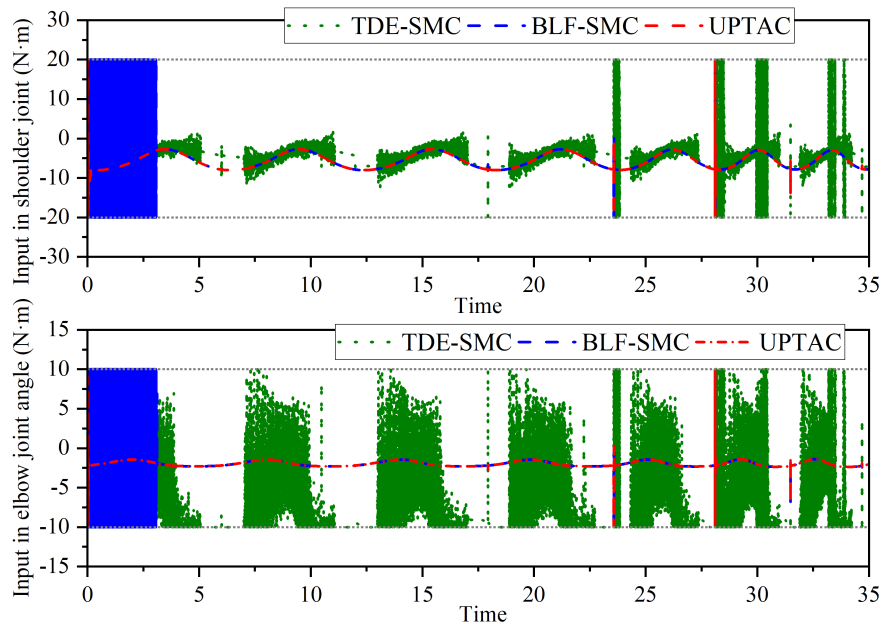 TDE-SMC BLF-SMC UPTAC
Input in shoulder joint (N·m)
30
20
10
0
-10
-20
-30
0 5 10 15 20 25 30 35
Time
TDE-SMC BLF-SMC UPTAC
Input in elbow joint angle (N·m)
15
10
5
0
-5
-10
-15
0 5 10 15 20 25 30 35
Time